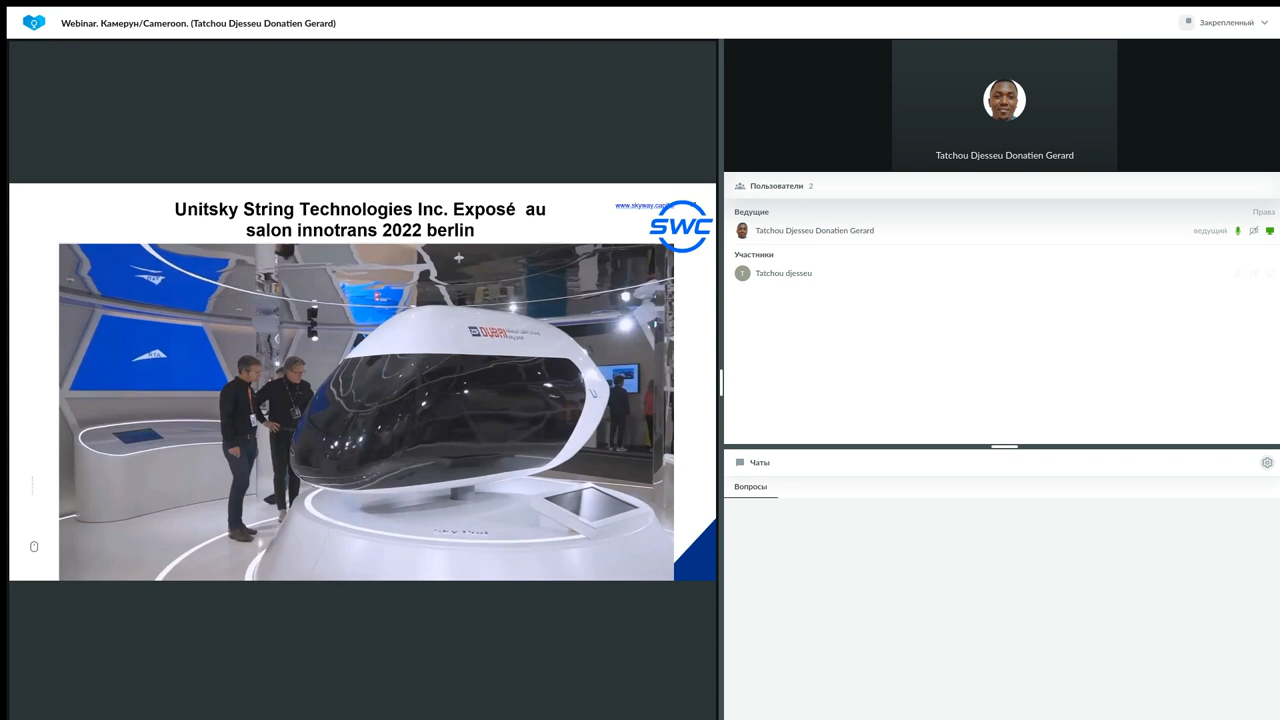 Webinar. Камерун/Cameroon. (Tatchou Djesseu Donatien Gerard)
Закрепленный
Unitsky String Technologies Inc. Exposé au
salon innotrans 2022 berlin
SWC
DUBAI
U
SkyPod
Tatchou Djesseu Donatien Gerard
Пользователи 2
Ведущие
Права
Tatchou Djesseu Donatien Gerard
ведущий
Участники
T
Tatchou djesseu
Чаты
Вопросы